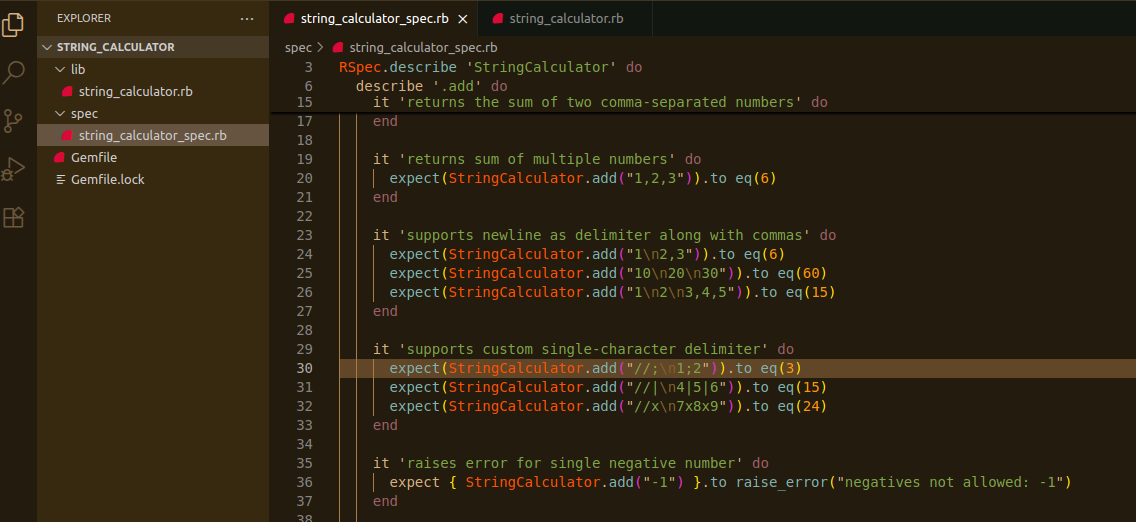 EXPLORER
string_calculator_spec.rb
string_calculator.rb
STRING_CALCULATOR
lib
string_calculator.rb
spec
string_calculator_spec.rb
Gemfile
Gemfile.lock
spec > string_calculator_spec.rb
3 RSpec.describe 'StringCalculator' do
6 describe '.add' do
15 it 'returns the sum of two comma-separated numbers' do
17 end
18
19 it 'returns sum of multiple numbers' do
20 expect(StringCalculator.add("1,2,3")).to eq(6)
21 end
22
23 it 'supports newline as delimiter along with commas' do
24 expect(StringCalculator.add("1\n2,3")).to eq(6)
25 expect(StringCalculator.add("10\n20\n30")).to eq(60)
26 expect(StringCalculator.add("1\n2\n3,4,5")).to eq(15)
27 end
28
29 it 'supports custom single-character delimiter' do
30 expect(StringCalculator.add("//;\n1;2")).to eq(3)
31 expect(StringCalculator.add("//|\n4|5|6")).to eq(15)
32 expect(StringCalculator.add("//x\n7x8x9")).to eq(24)
33 end
34
35 it 'raises error for single negative number' do
36 expect { StringCalculator.add("-1") }.to raise_error("negatives not allowed: -1")
37 end
38